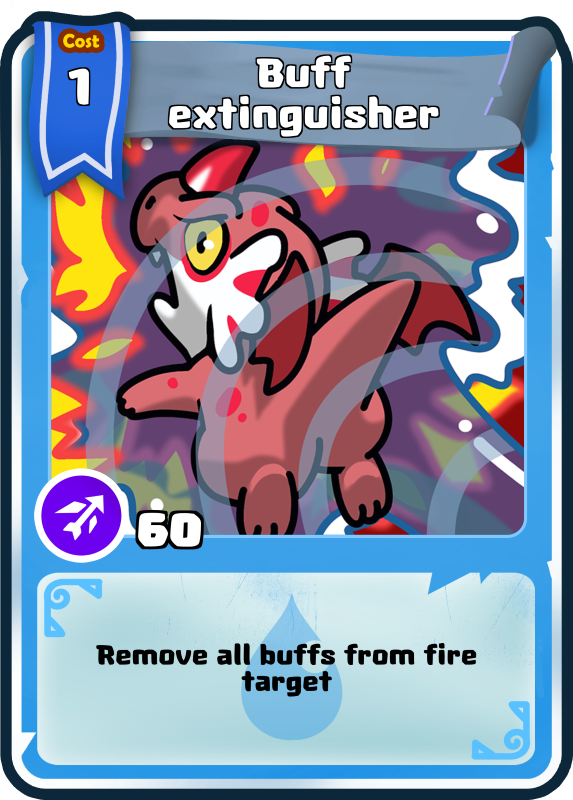 Cost
1
Buff
extinguisher
60
Remove all buffs from fire
target